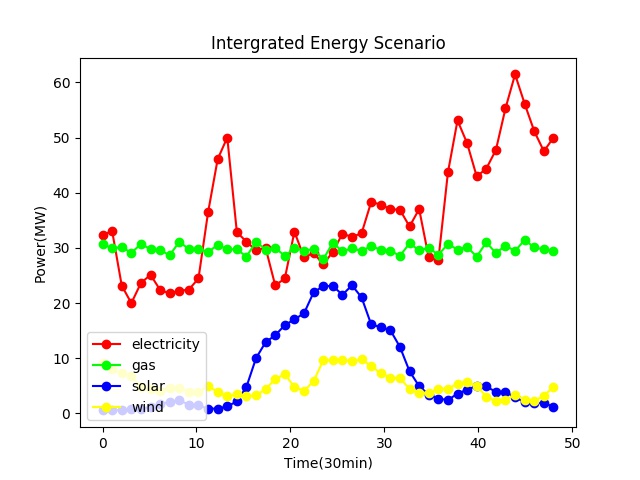 Intergrated Energy Scenario
Power(MW)
60
50
40
30
20
10
0
electricity
gas
solar
wind
0 10 20 30 40 50
Time(30min)